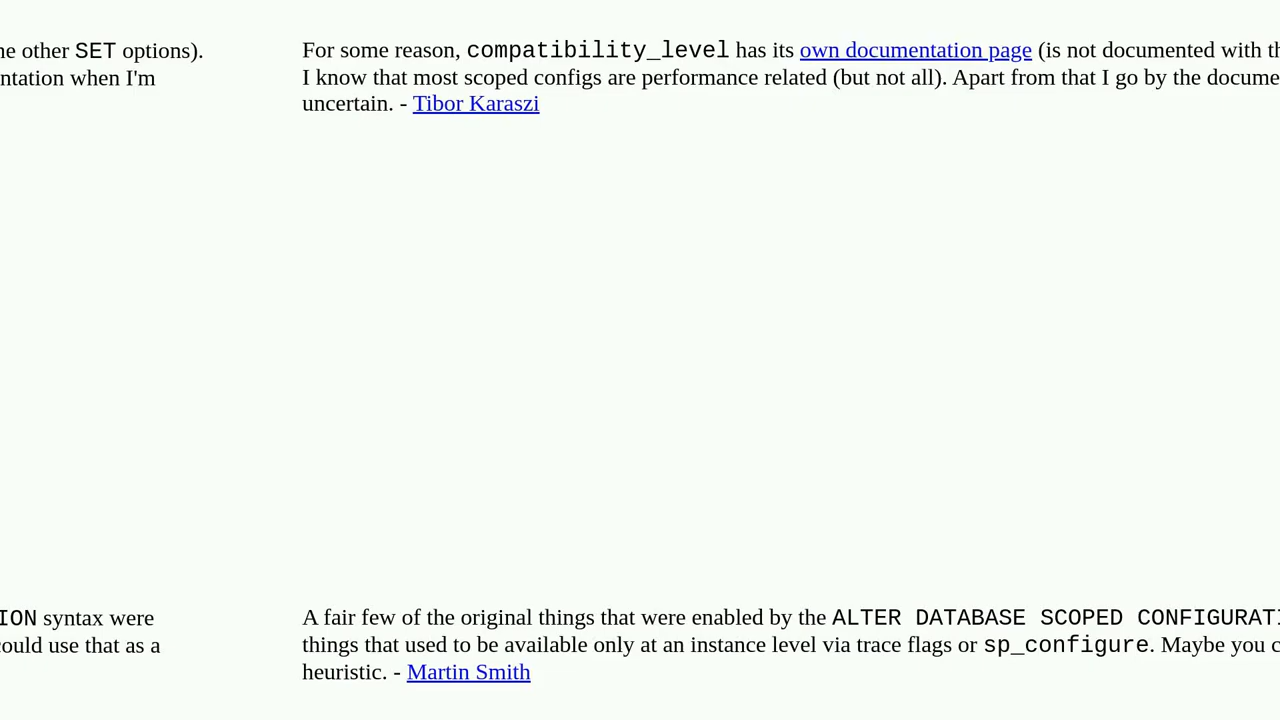 ne other SET options).
ntation when I'm
For some reason, compatibility_level has its own documentation page (is not documented with th
I know that most scoped configs are performance related (but not all). Apart from that I go by the docume
uncertain. - Tibor Karaszi
ION syntax were
ould use that as a
A fair few of the original things that were enabled by the ALTER DATABASE SCOPED CONFIGURATI
things that used to be available only at an instance level via trace flags or sp_configure. Maybe you c
heuristic. - Martin Smith